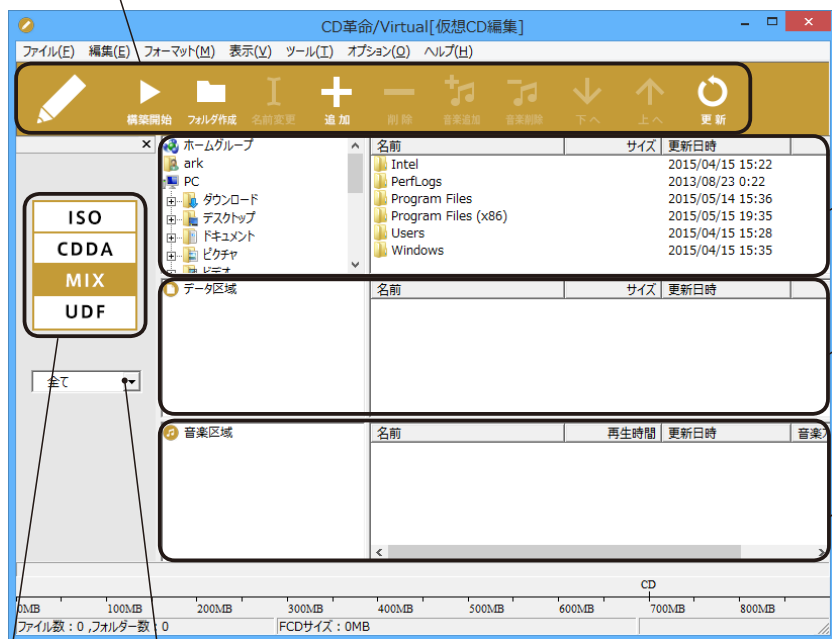 CD革命/Virtual[仮想CD編集]
ファイル(F) 編集(E) フォーマット(M) 表示(V) ツール(T) オプション(O) ヘルプ(H)
構築開始 フォルダ作成 名前変更 追加 削除 音楽追加 音楽削除 下へ 上へ 更新
ホームグループ
ark
PC
ダウンロード
デスクトップ
ドキュメント
ピクチャ
ビデオ
名前 サイズ 更新日時
Intel 2015/04/15 15:22
PerfLogs 2013/08/23 0:22
Program Files 2015/05/14 15:36
Program Files (x86) 2015/05/15 19:35
Users 2015/04/15 15:28
Windows 2015/04/15 15:35
ISO
CDDA
MIX
UDF
全て
データ区域
名前 サイズ 更新日時
音楽区域
名前 再生時間 更新日時
CD
0MB 100MB 200MB 300MB 400MB 500MB 600MB 700MB 800MB
ファイル数:0 ,フォルダー数:0 FCDサイズ:0MB